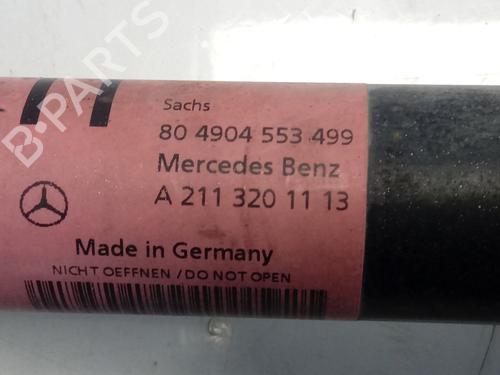 B-PARTS
Sachs
80 4904 553 499
Mercedes Benz
A 211 320 11 13
Made in Germany
NICHT OEFFNEN / DO NOT OPEN